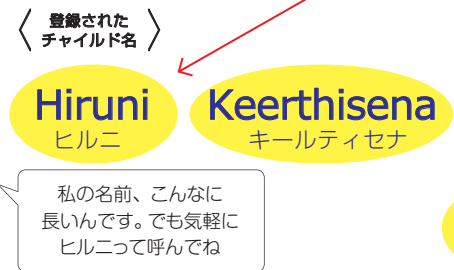 〈登録された
チャイルド名〉
Hiruni Keerthisena
ヒルニ キールティセナ
私の名前、こんなに
長いんです。でも気軽に
ヒルニって呼んでね